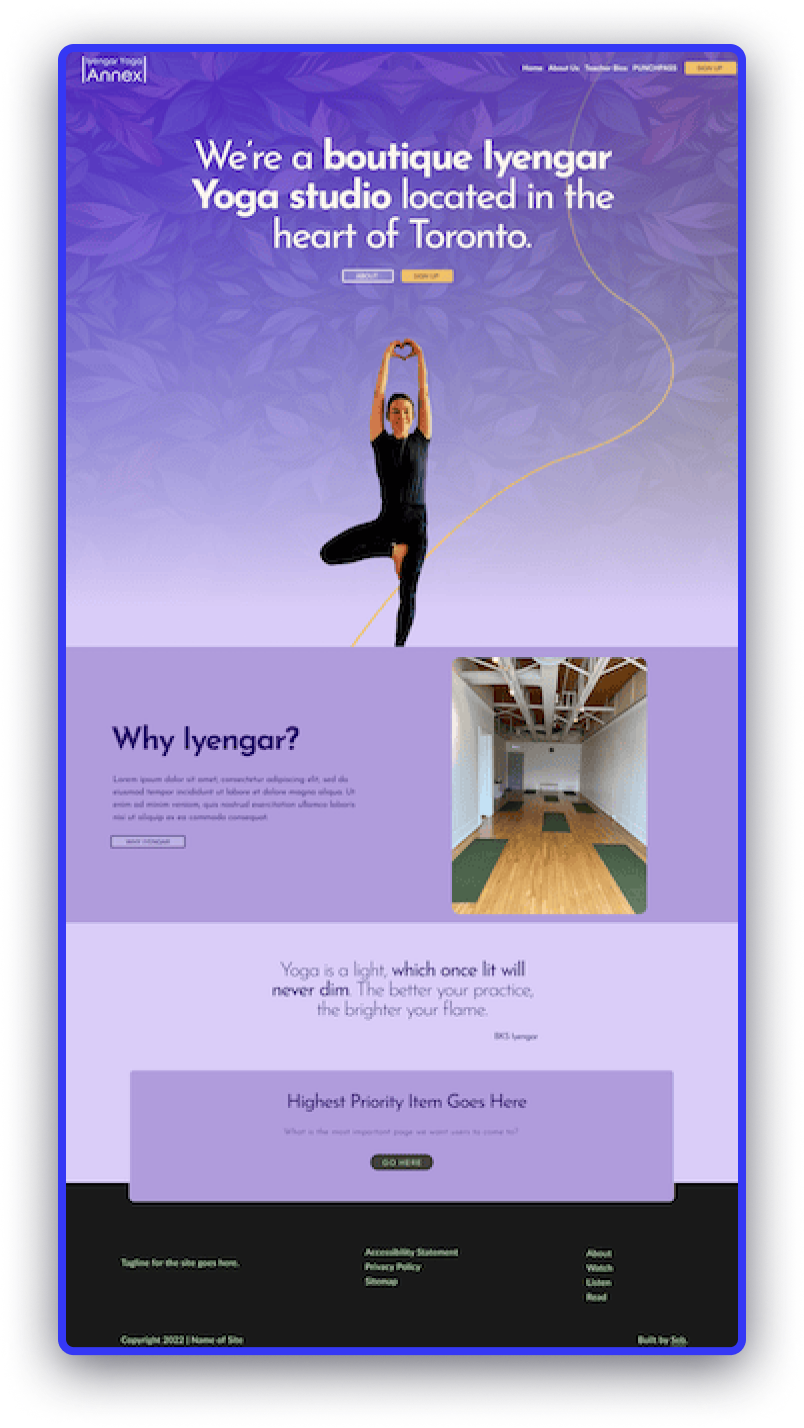 Iyengar Yoga
Annex
Home About Us Teacher Bios PUNCHPASS SIGN UP
We're a boutique Iyengar
Yoga studio located in the
heart of Toronto.
ABOUT SIGN UP
Why Iyengar?
Lorem ipsum dolor sit amet, consectetur adipiscing elit, sed do
eiusmod tempor incididunt ut labore et dolore magna aliqua. Ut
enim ad minim veniam, quis nostrud exercitation ullamco laboris
nisi ut aliquip ex ea commodo consequat.
WHY IYENGAR
Yoga is a light, which once lit will
never dim. The better your practice,
the brighter your flame.
BKS Iyengar
Highest Priority Item Goes Here
What is the most important page we want users to come to?
GO HERE
Tagline for the site goes here.
Accessibility Statement
Privacy Policy
Sitemap
About
Watch
Listen
Read
Copyright 2022 | Name of Site
Built by Seb.